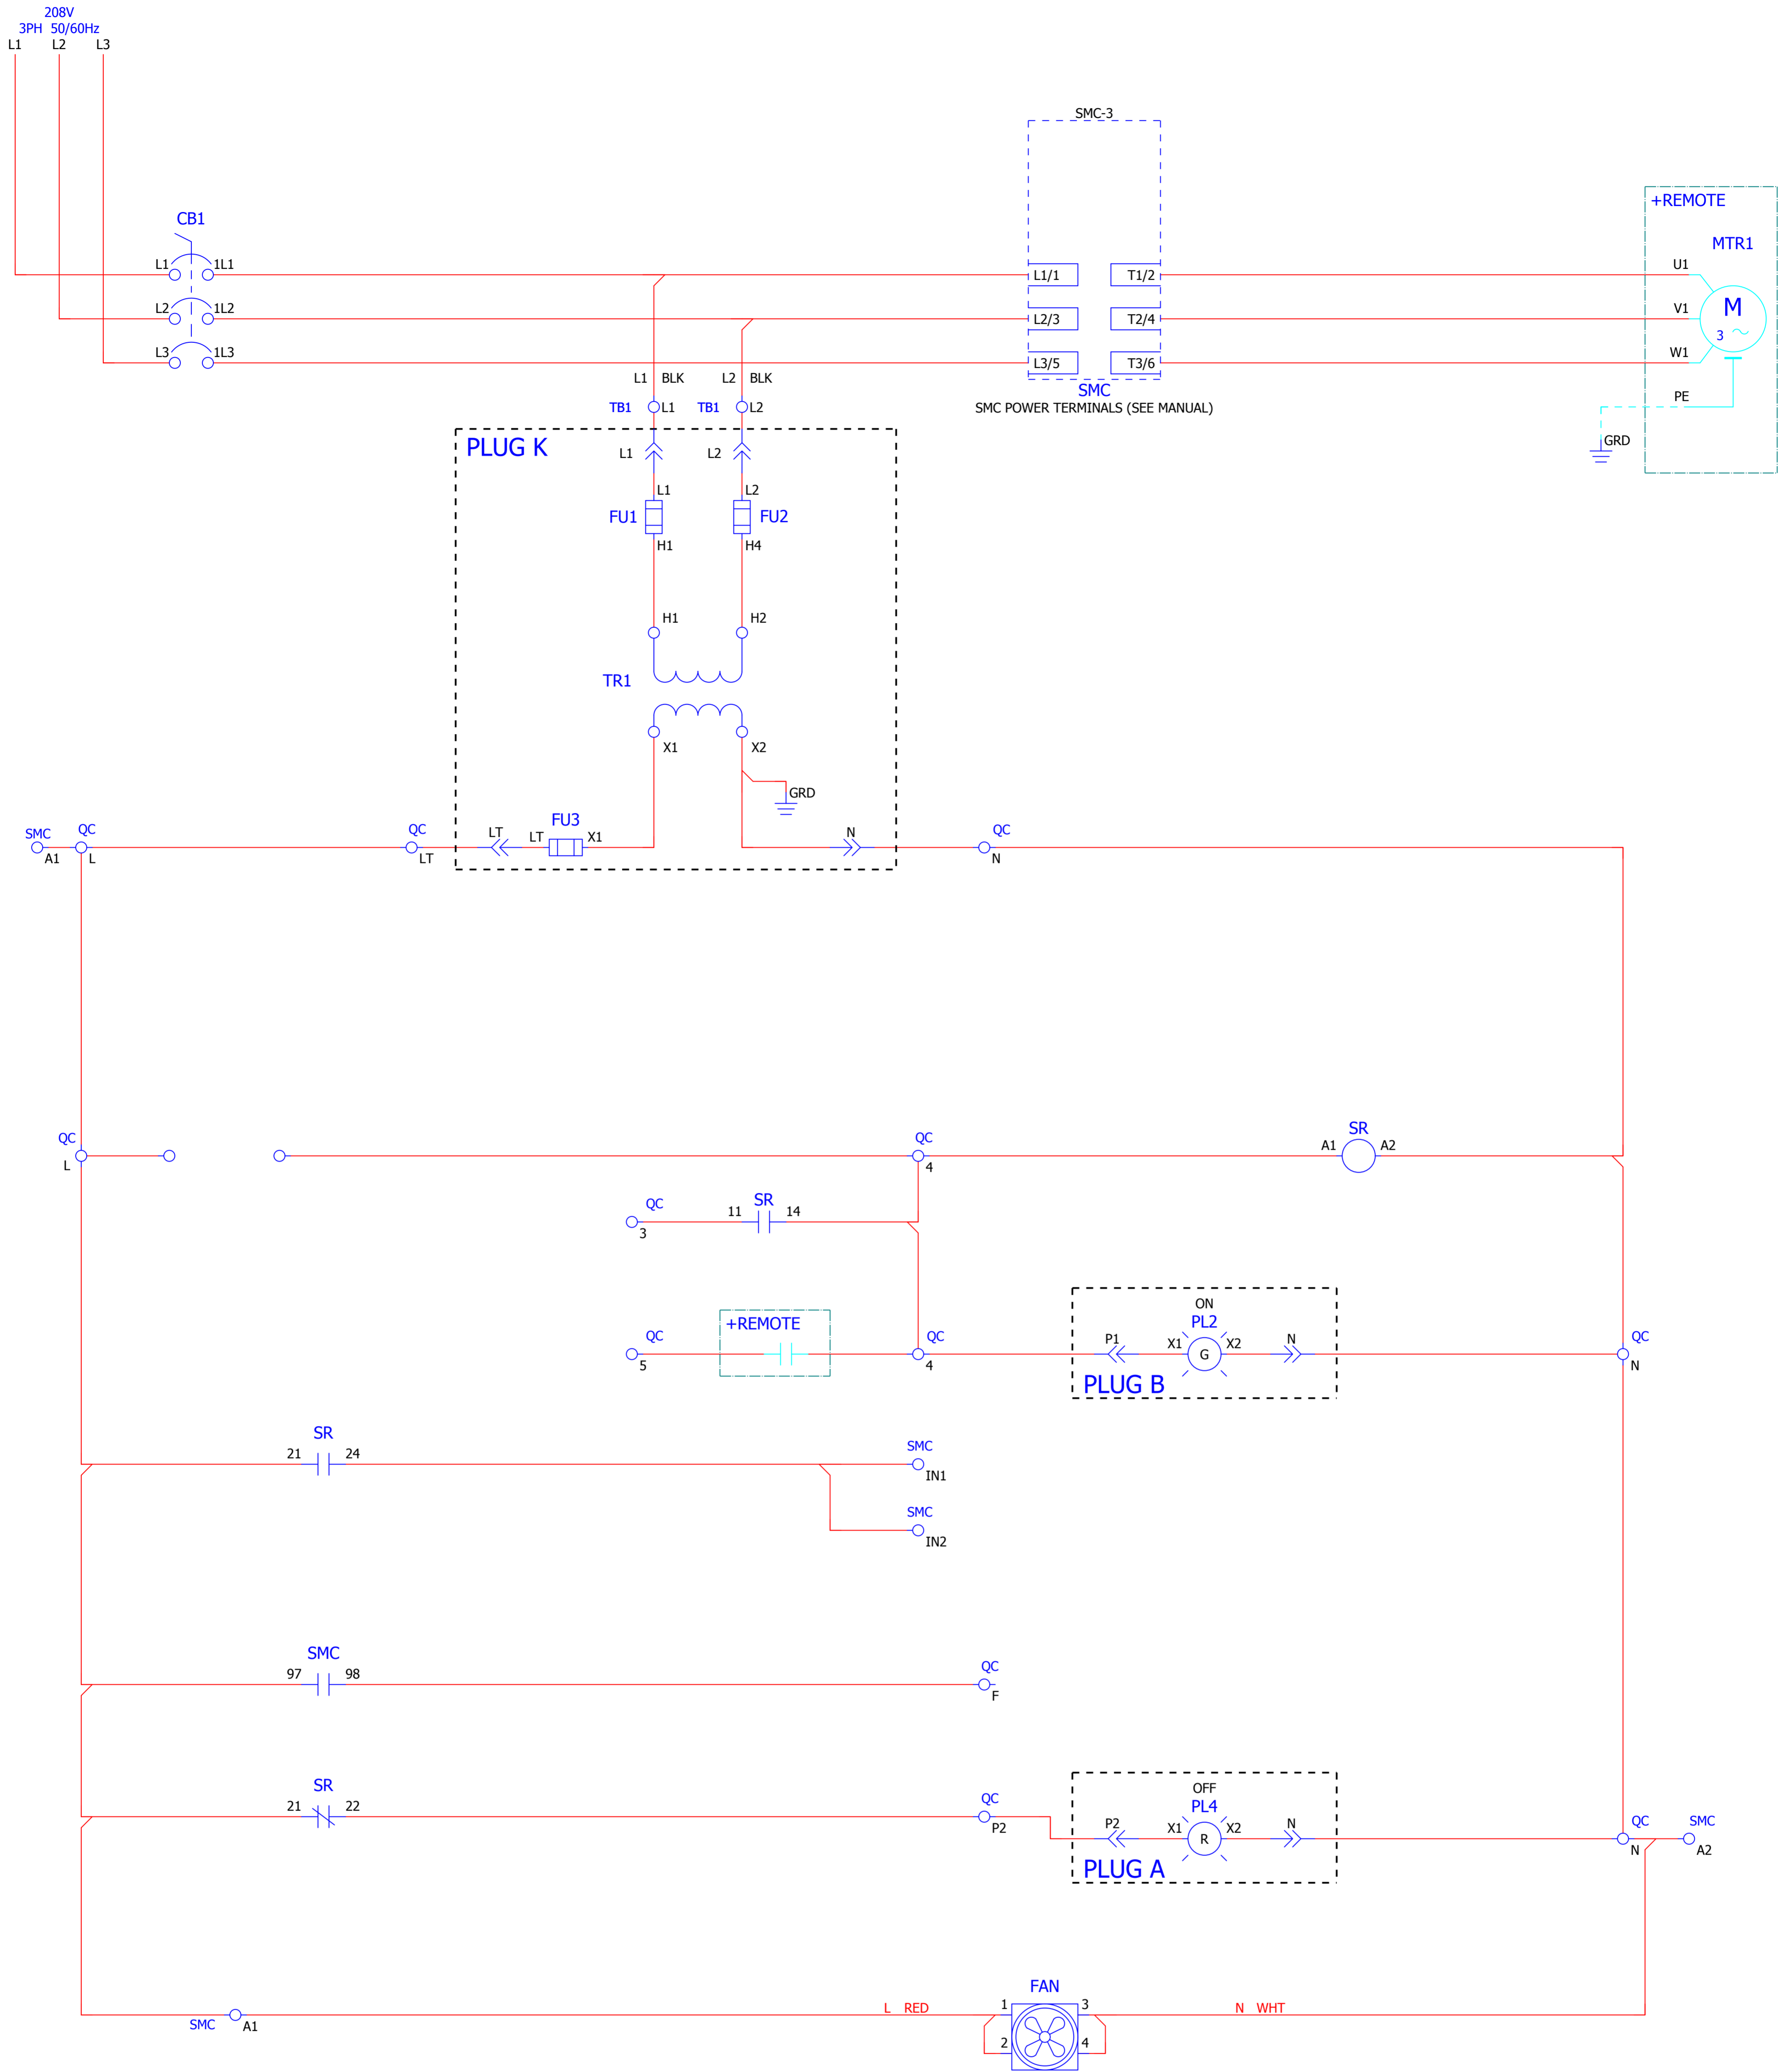 208V
3PH 50/60Hz
L1 L2 L3
SMC-3
+REMOTE
CB1
MTR1
L1 1L1 L1/1 T1/2 U1
L2 1L2 L2/3 T2/4 V1 M
3
L3 1L3 L3/5 T3/6 W1
L1 BLK L2 BLK
SMC
PE
TB1 L1 TB1 L2
SMC POWER TERMINALS (SEE MANUAL)
GRD
PLUG K
L1 L2
L1 L2
FU1 FU2
H1 H4
H1 H2
TR1
X1 X2
GRD
FU3
SMC QC QC LT LT X1 N QC
A1 L LT N
QC QC SR
A1 A2
L 4
QC 11 SR 14
3
ON
+REMOTE PL2
QC QC P1 X1 X2 N QC
G
5 4 N
PLUG B
SR
21 24 SMC
IN1
SMC
IN2
SMC
97 98 QC
F
SR OFF
PL4
21 22 QC
P2 P2 X1 X2 N QC SMC
R
N A2
PLUG A
FAN
1 3
L RED N WHT
SMC A1
2 4